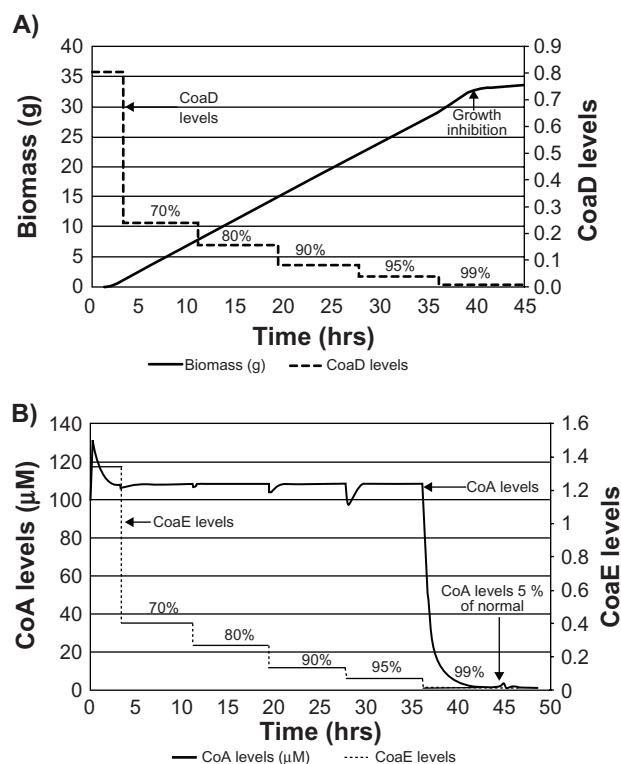 A)
40
35
30
25
20
15
10
5
0
Biomass (g)
0.9
0.8
0.7
0.6
0.5
0.4
0.3
0.2
0.1
0.0
CoaD levels
CoaD
levels
Growth
inhibition
70%
80%
90%
95%
99%
0 5 10 15 20 25 30 35 40 45
Time (hrs)
Biomass (g) CoaD levels
B)
140
120
100
80
60
40
20
0
CoA levels (μM)
1.6
1.4
1.2
1
0.8
0.6
0.4
0.2
0
CoaE levels
CoA levels
CoaE levels
CoA levels 5 %
of normal
70%
80%
90%
95%
99%
0 5 10 15 20 25 30 35 40 45 50
Time (hrs)
CoA levels (μM) CoaE levels